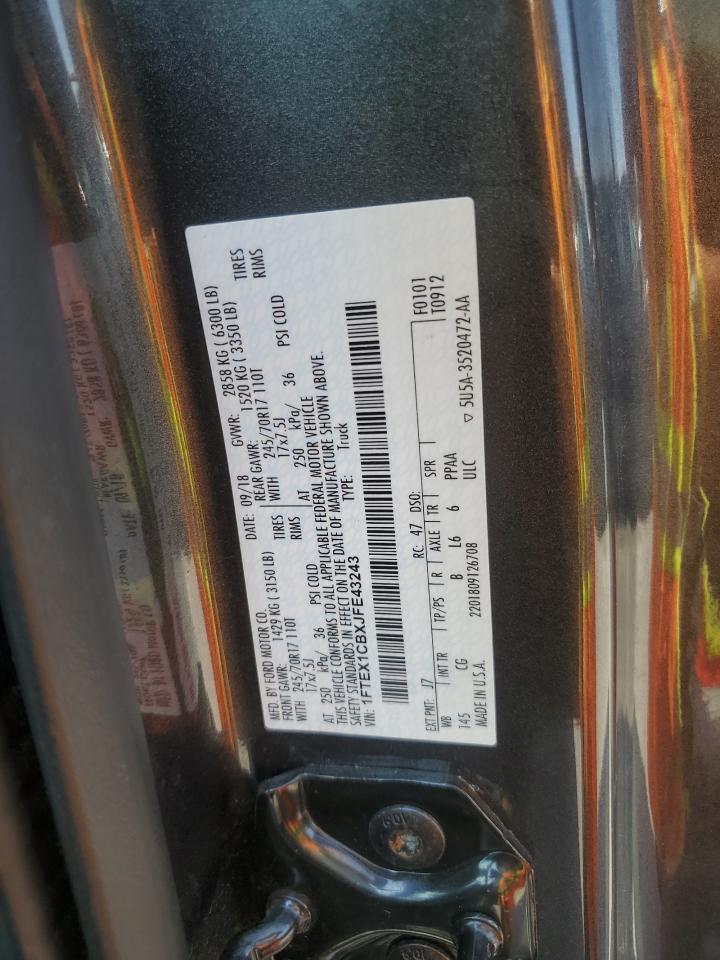 MFD. BY FORD MOTOR CO.
DATE: 09/18 GVWR: 2858 KG ( 6300 LB)
FRONT GAWR: 1429 KG ( 3150 LB) REAR GAWR: 1520 KG ( 3350 LB)
WITH 245/70R17 110T TIRES WITH 245/70R17 110T TIRES
17x7.5J RIMS 17x7.5J RIMS
AT 250 kPa/ 36 PSI COLD AT 250 kPa/ 36 PSI COLD
THIS VEHICLE CONFORMS TO ALL APPLICABLE FEDERAL MOTOR VEHICLE
SAFETY STANDARDS IN EFFECT ON THE DATE OF MANUFACTURE SHOWN ABOVE.
VIN: 1FTEX1CBXJFE43243 TYPE: Truck
F0101
T0912
EXT PNT: J7 RC: 47 DSO:
WB INT TR TP/PS R AXLE TR SPR
145 CG B L6 6 PPAA
MADE IN U.S.A. 2201809126708 ULC
▽ 5U5A-3520472-AA